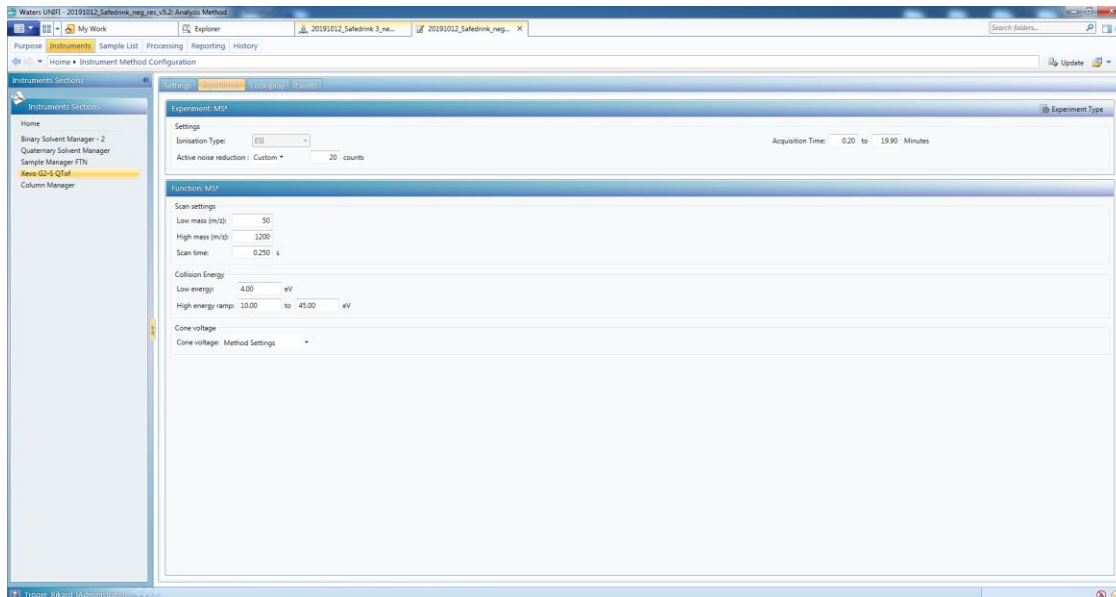 Waters UNIFI - 20191012_Safedrink_neg_res_v5.2: Analysis Method
My Work Explorer 20191012_Safedrink 3_ne... 20191012_Safedrink_neg... Search folders...
Purpose Instruments Sample List Processing Reporting History
Home Instrument Method Configuration Update
Instruments Sections
Settings Lockspray Events
Instruments Sections
Home
Binary Solvent Manager - 2
Quaternary Solvent Manager
Sample Manager FTN
Xevo G2-S QTof
Column Manager
Experiment: MSᴱ Experiment Type
Settings
Ionisation Type: ESI Acquisition Time: 0.20 to 19.90 Minutes
Active noise reduction : Custom 20 counts
Function: MSᴱ
Scan settings
Low mass (m/z): 50
High mass (m/z): 1200
Scan time: 0.250 s
Collision Energy
Low energy: 4.00 eV
High energy ramp: 10.00 to 45.00 eV
Cone voltage
Cone voltage: Method Settings
Rikard (Administrator)